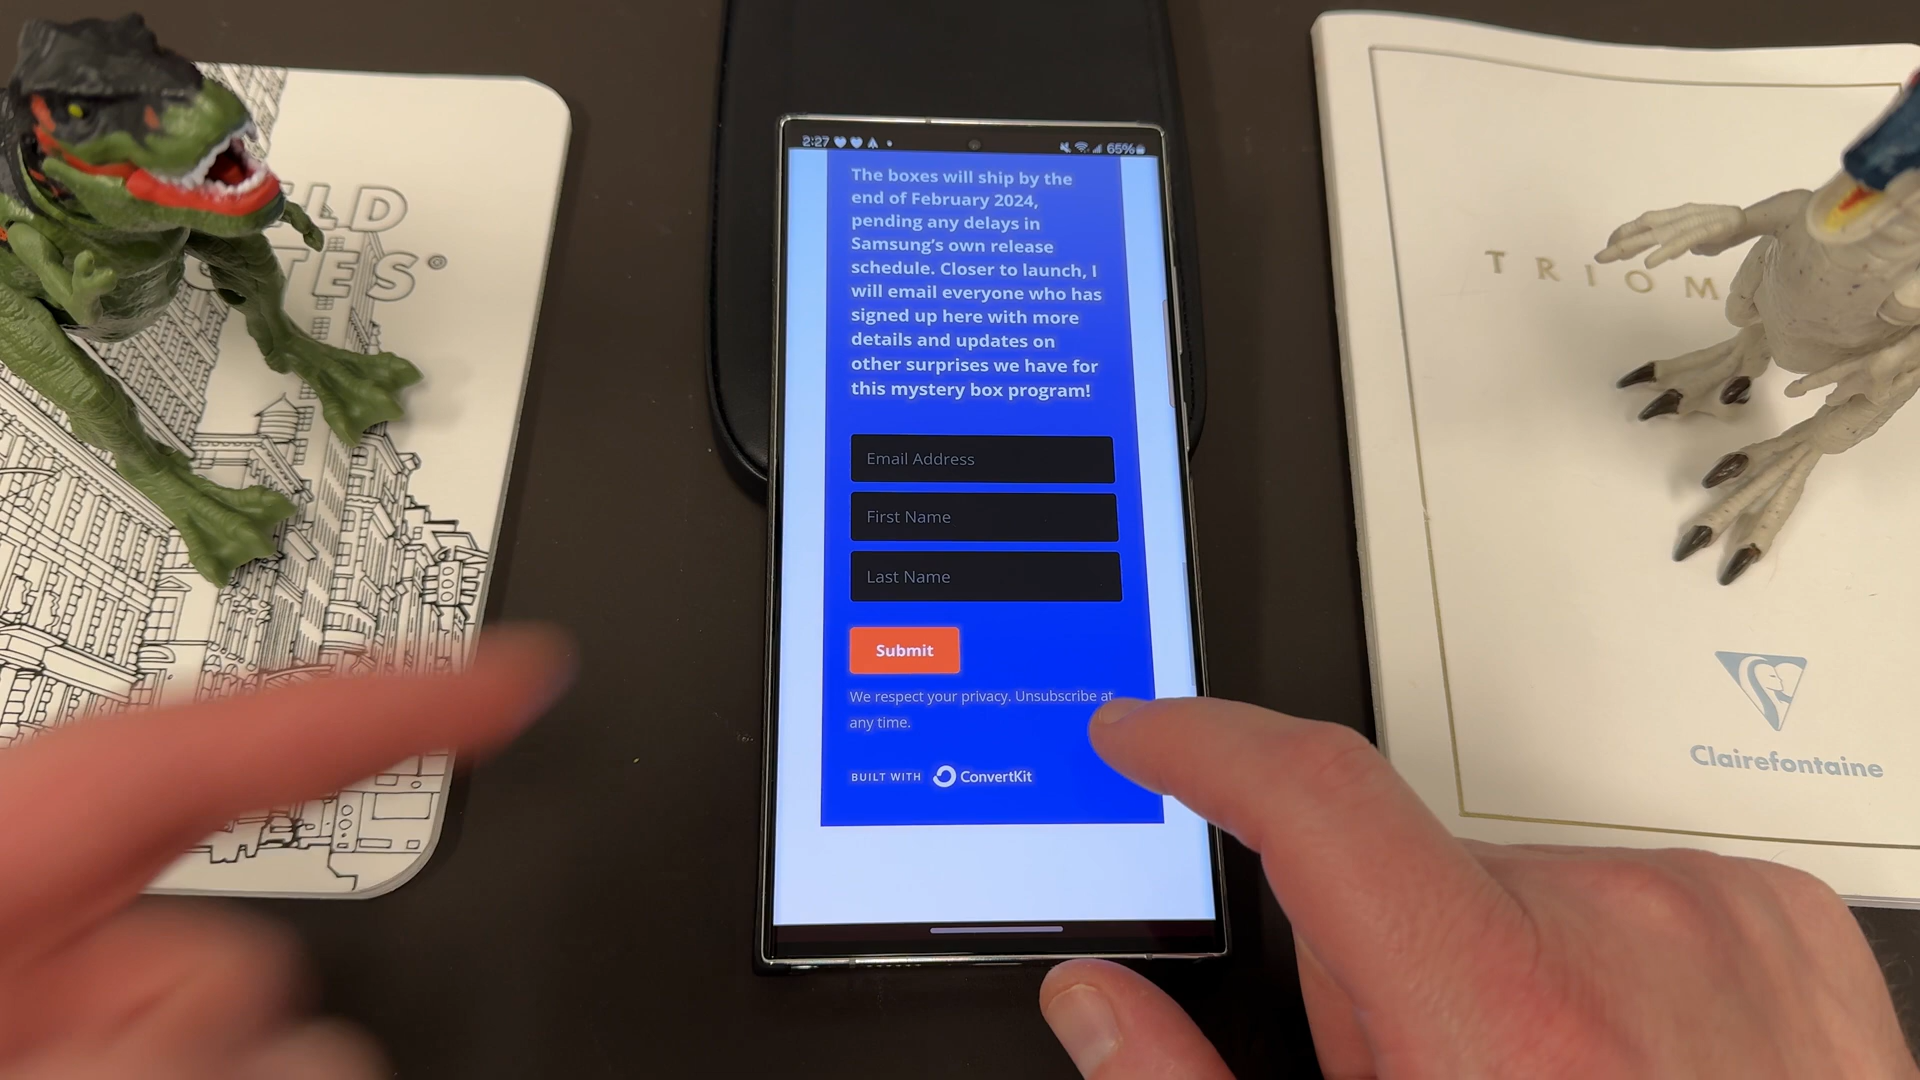 2:27
65%
The boxes will ship by the
end of February 2024,
pending any delays in
Samsung's own release
schedule. Closer to launch, I
will email everyone who has
signed up here with more
details and updates on
other surprises we have for
this mystery box program!
Email Address
First Name
Last Name
Submit
We respect your privacy. Unsubscribe at
any time.
BUILT WITH ConvertKit
Clairefontaine